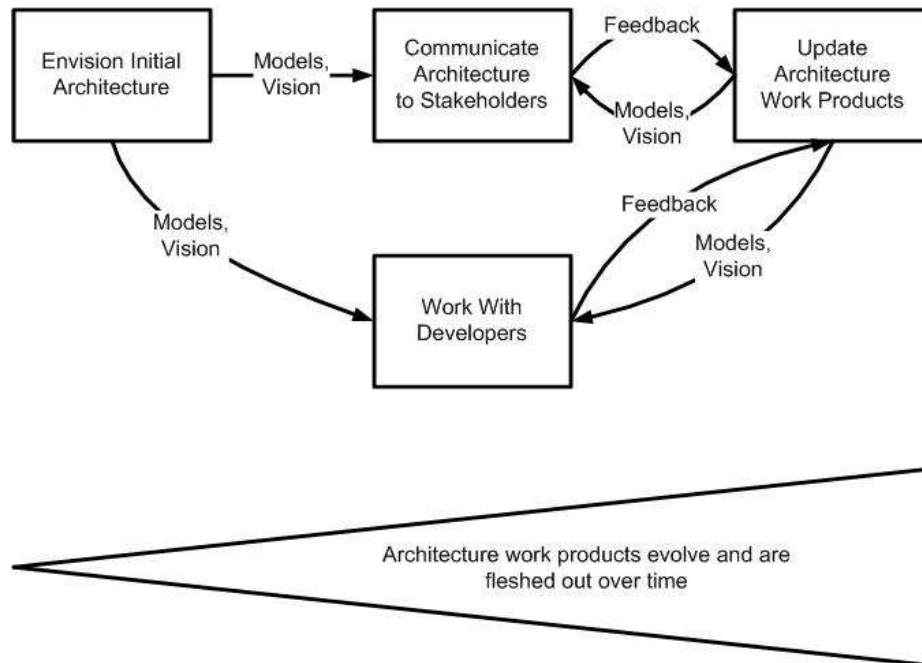 Envision Initial
Architecture
Models,
Vision
Communicate
Architecture
to Stakeholders
Feedback
Models,
Vision
Update
Architecture
Work Products
Models,
Vision
Feedback
Models,
Vision
Work With
Developers
Architecture work products evolve and are
fleshed out over time